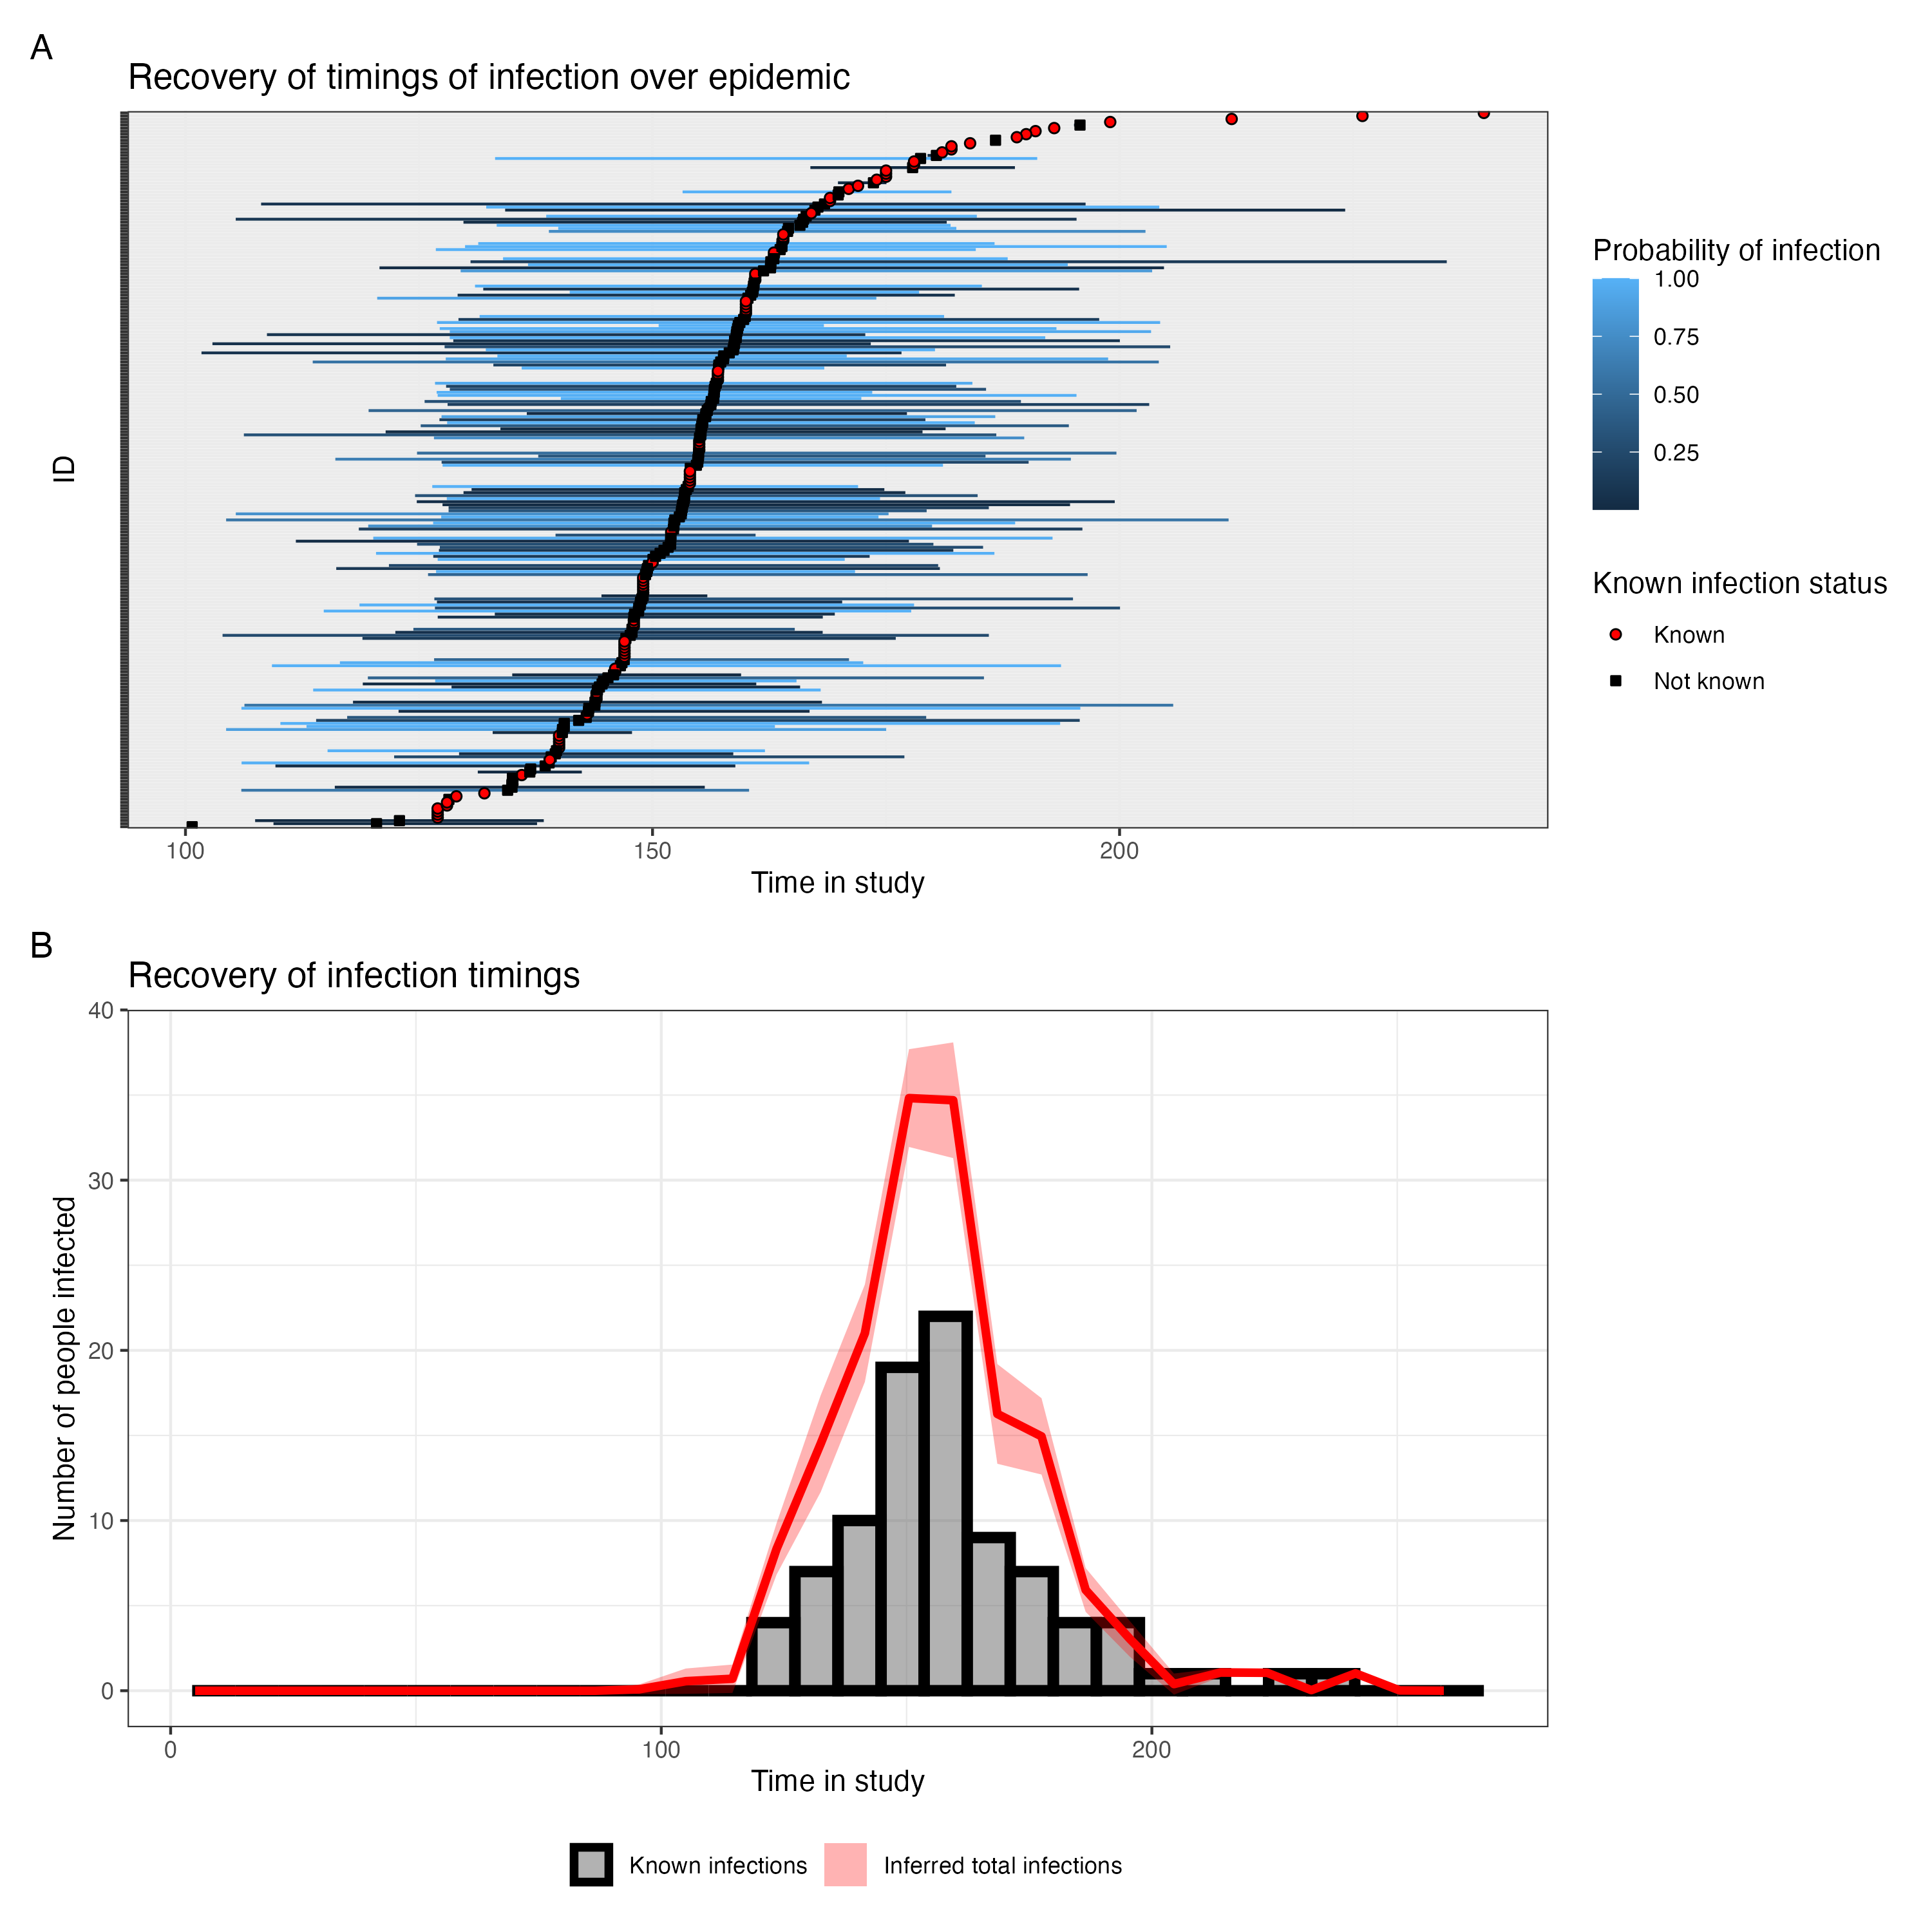 A
Recovery of timings of infection over epidemic
ID
100
150
200
Time in study
Probability of infection
1.00
0.75
0.50
0.25
Known infection status
Known
Not known
B
Recovery of infection timings
Number of people infected
40
30
20
10
0
0
100
200
Time in study
Known infections
Inferred total infections